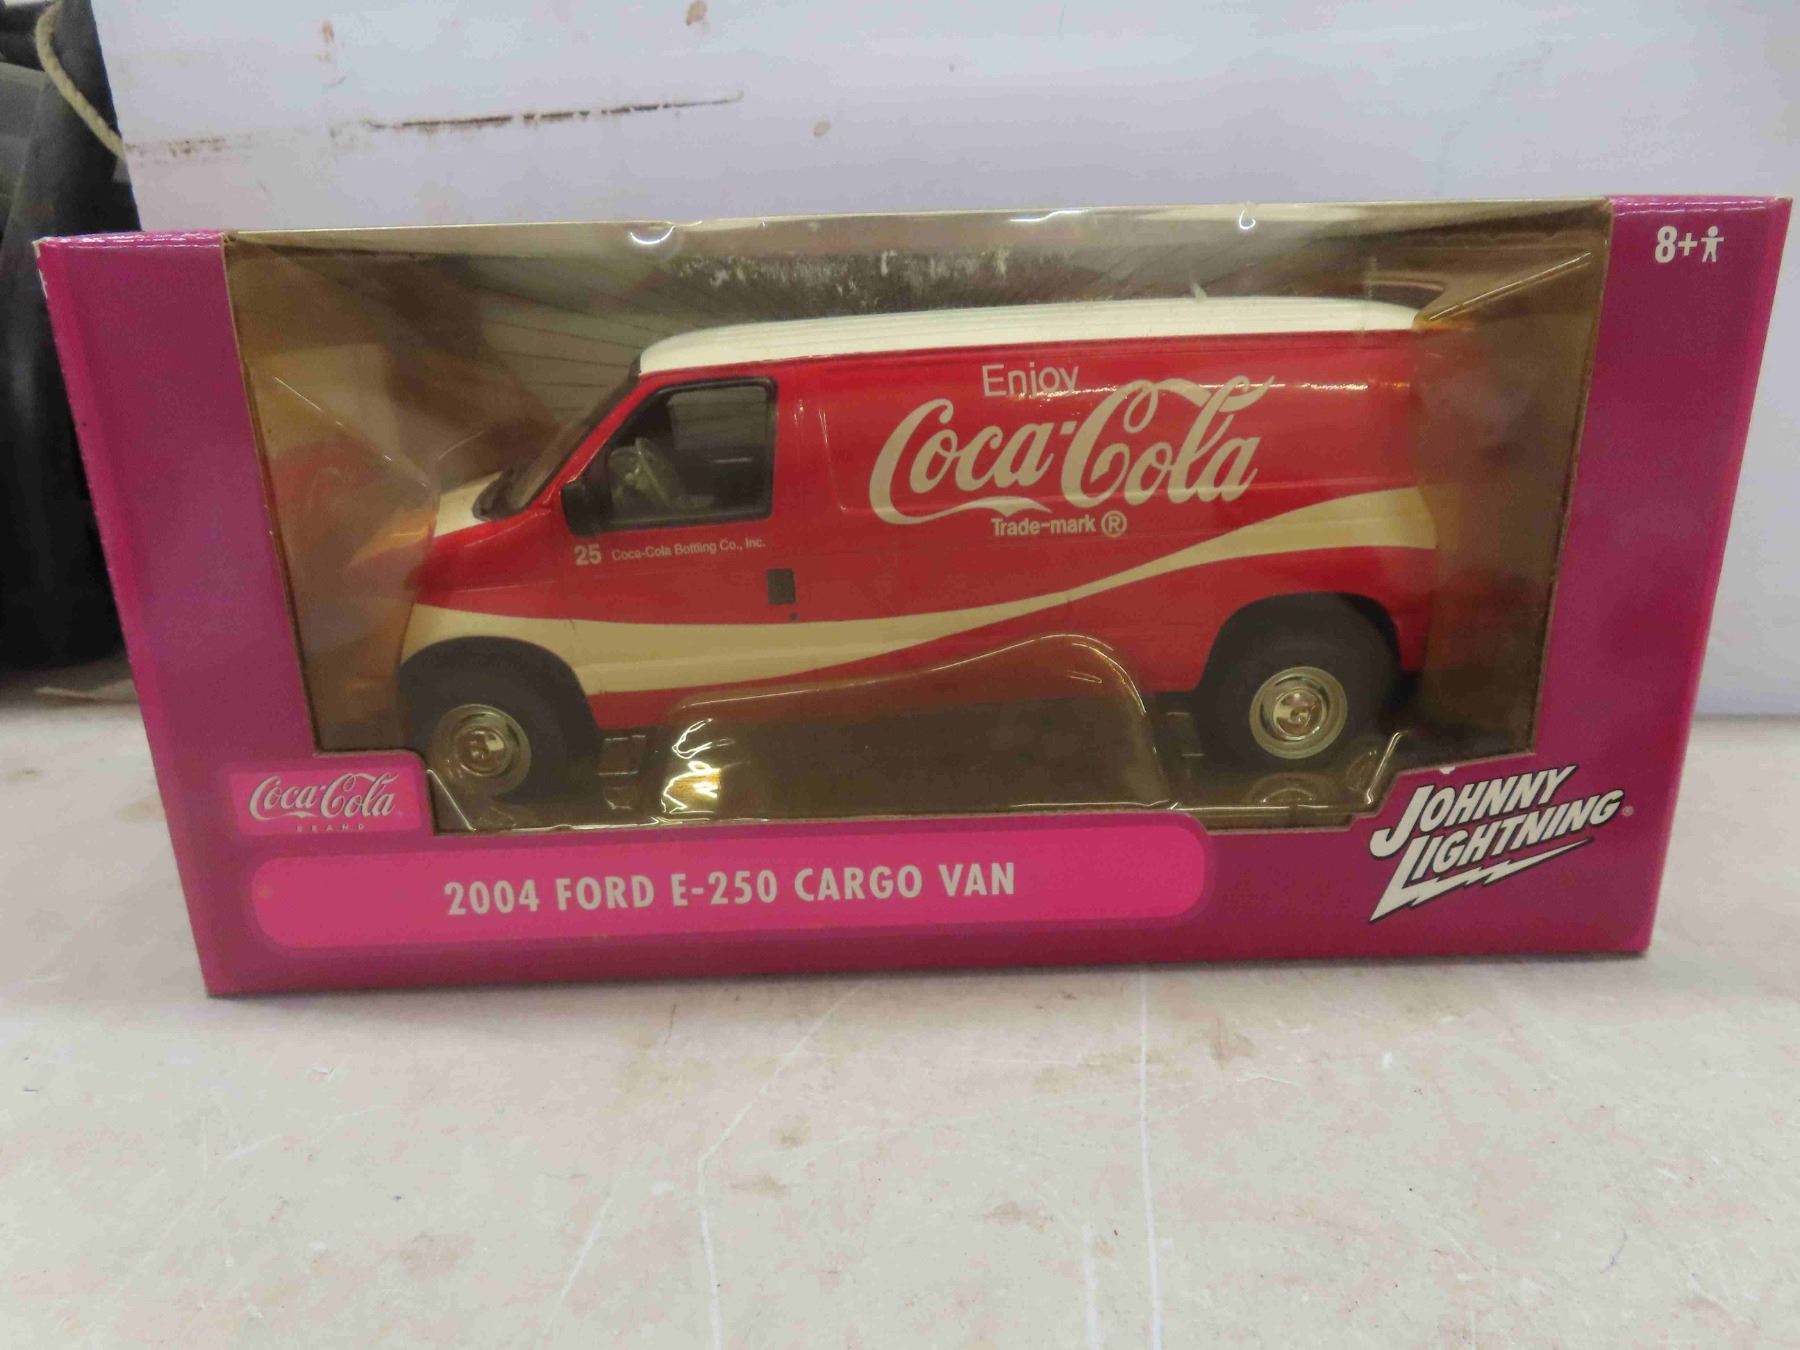 8+
Enjoy
Coca-Cola
Trade-mark ®
25 Coca-Cola Bottling Co., Inc.
Coca-Cola
BRAND
JOHNNY
LIGHTNING®
2004 FORD E-250 CARGO VAN